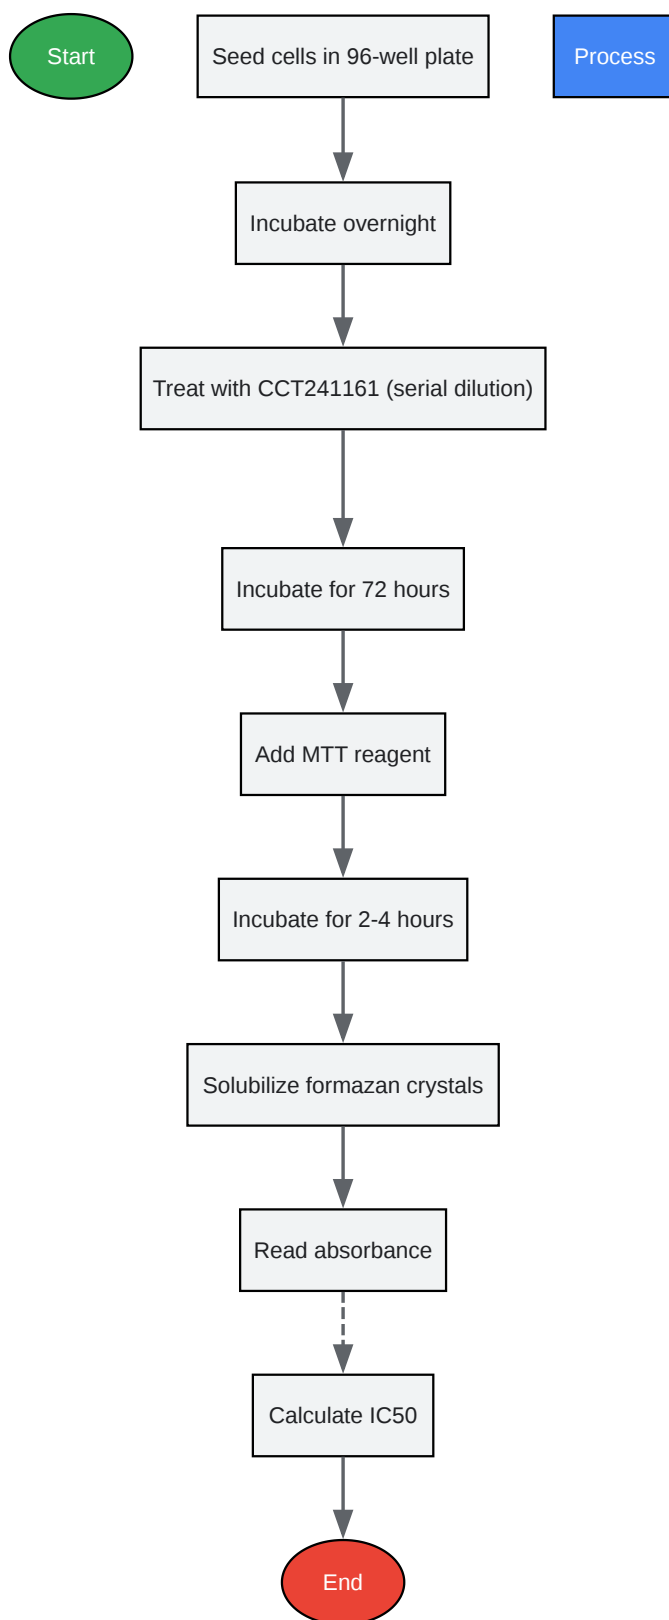 Start
Seed cells in 96-well plate
Process
Incubate overnight
Treat with CCT241161 (serial dilution)
Incubate for 72 hours
Add MTT reagent
Incubate for 2-4 hours
Solubilize formazan crystals
Read absorbance
Calculate IC50
End